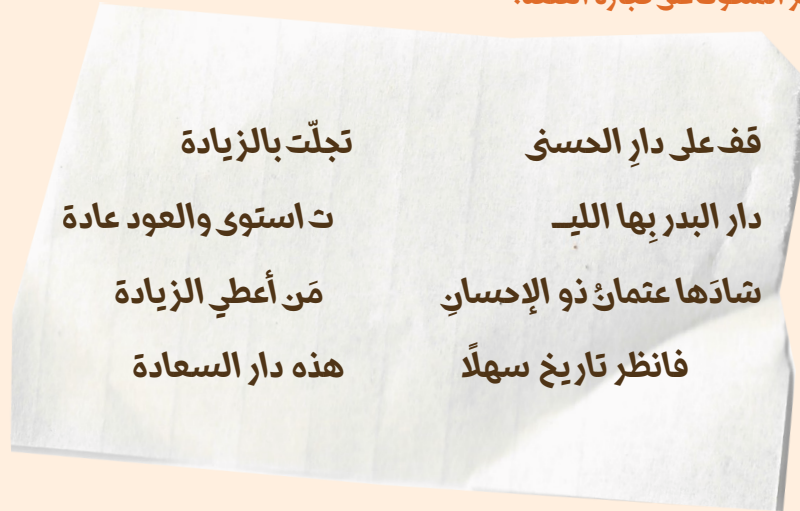 قف على دارِ الحسنى تجلّت بالزيادة
دار البدر بِها الليـ ث استوى والعود عادة
شادَها عثمانُ ذو الإحسانِ مَن أعطيِ الزيادة
فانظر تاريخ سهلًا هذه دار السعادة